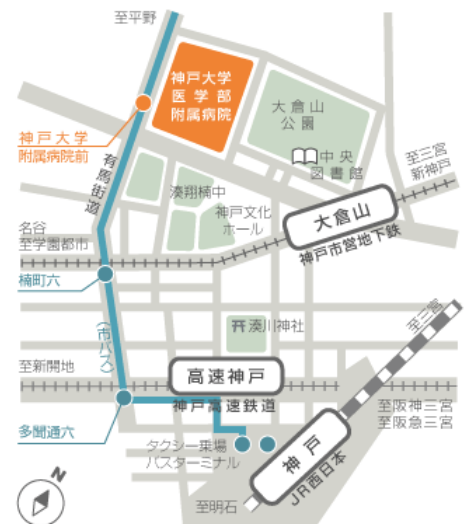 至平野
神戸大学
医学部
附属病院
大倉山
公園
神戸大学
附属病院前
中央
図書館
至三宮
新神戸
有馬街道
湊翔楠中
神戸文化
ホール
大倉山
神戸市営地下鉄
名谷
至学園都市
楠町六
湊川神社
至三宮
(市バス)
至新開地
高速神戸
神戸高速鉄道
至阪神三宮
至阪急三宮
多聞通六
タクシー乗場
バスターミナル
神戸
JR西日本
至明石
N